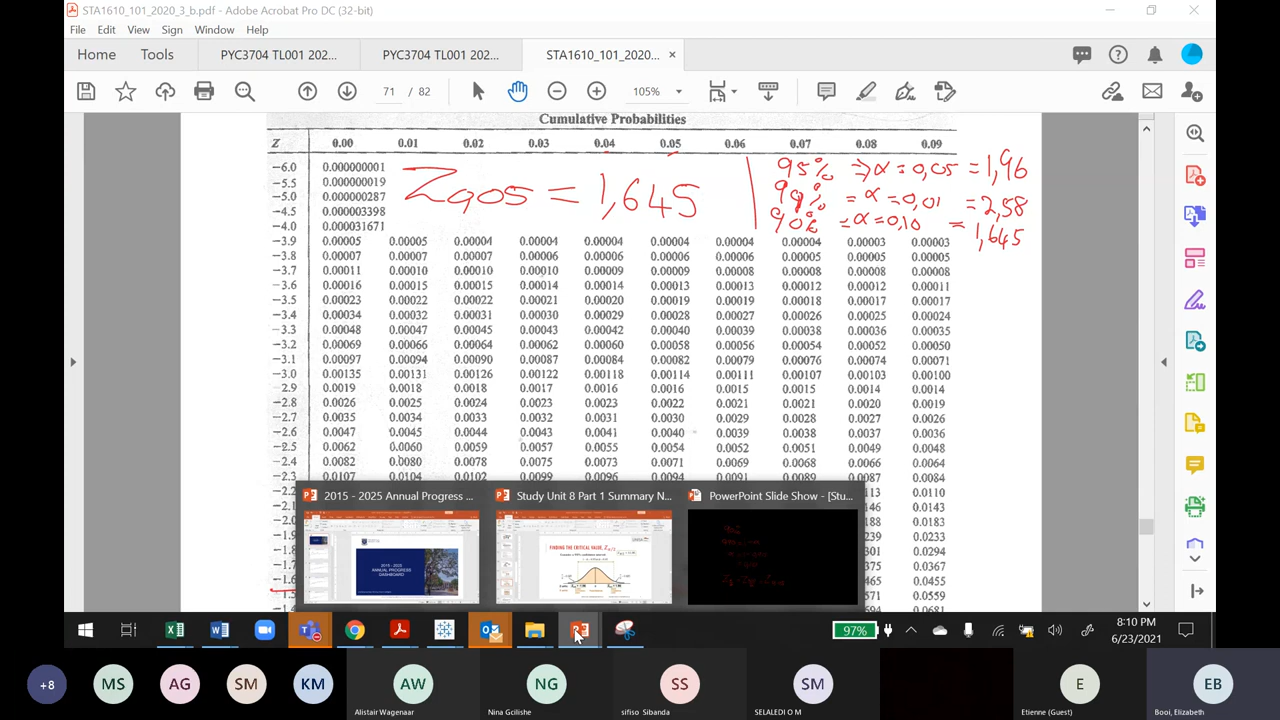 STA1610_101_2020_3_b.pdf - Adobe Acrobat Pro DC (32-bit)
File Edit View Sign Window Help
Home Tools PYC3704 TL001 202... PYC3704 TL001 202... STA1610_101_2020... ×
71 / 82 105%
Cumulative Probabilities
Z 0.00 0.01 0.02 0.03 0.04 0.05 0.06 0.07 0.08 0.09
95% => α = 0,05 = 1,96
99% = α = 0,01 = 2,58
90% = α = 0,10 = 1,645
= 1,645
-6.0 0.000000001
-5.5 0.000000019
-5.0 0.000000287
-4.5 0.000003398
-4.0 0.000031671
-3.9 0.00005 0.00005 0.00004 0.00004 0.00004 0.00004 0.00004 0.00004 0.00003 0.00003
-3.8 0.00007 0.00007 0.00007 0.00006 0.00006 0.00006 0.00006 0.00005 0.00005 0.00005
-3.7 0.00011 0.00010 0.00010 0.00010 0.00009 0.00009 0.00008 0.00008 0.00008 0.00008
-3.6 0.00016 0.00015 0.00015 0.00014 0.00014 0.00013 0.00013 0.00012 0.00012 0.00011
-3.5 0.00023 0.00022 0.00022 0.00021 0.00020 0.00019 0.00019 0.00018 0.00017 0.00017
-3.4 0.00034 0.00032 0.00031 0.00030 0.00029 0.00028 0.00027 0.00026 0.00025 0.00024
-3.3 0.00048 0.00047 0.00045 0.00043 0.00042 0.00040 0.00039 0.00038 0.00036 0.00035
-3.2 0.00069 0.00066 0.00064 0.00062 0.00060 0.00058 0.00056 0.00054 0.00052 0.00050
-3.1 0.00097 0.00094 0.00090 0.00087 0.00084 0.00082 0.00079 0.00076 0.00074 0.00071
-3.0 0.00135 0.00131 0.00126 0.00122 0.00118 0.00114 0.00111 0.00107 0.00103 0.00100
-2.9 0.0019 0.0018 0.0018 0.0017 0.0016 0.0016 0.0015 0.0015 0.0014 0.0014
-2.8 0.0026 0.0025 0.0024 0.0023 0.0023 0.0022 0.0021 0.0021 0.0020 0.0019
-2.7 0.0035 0.0034 0.0033 0.0032 0.0031 0.0030 0.0029 0.0028 0.0027 0.0026
-2.6 0.0047 0.0045 0.0044 0.0043 0.0041 0.0040 0.0039 0.0038 0.0037 0.0036
-2.5 0.0062 0.0060 0.0059 0.0057 0.0055 0.0054 0.0052 0.0051 0.0049 0.0048
-2.4 0.0082 0.0080 0.0078 0.0075 0.0073 0.0071 0.0069 0.0068 0.0066 0.0064
0.0084
0.0110
0.0143
0.0183
0.0294
0.0367
0.0455
0.0559
2015 - 2025 Annual Progress ... Study Unit 8 Part 1 Summary N... PowerPoint Slide Show - [Stu...
2015 - 2025
ANNUAL PROGRESS
DASHBOARD
FINDING THE CRITICAL VALUE,
97% 8:10 PM
6/23/2021
+8 MS AG SM KM AW NG SS SM E EB
Alistair Wagenaar Nina Gcilishe sifiso Sibanda SELALEDI O M Etienne (Guest) Booi, Elizabeth